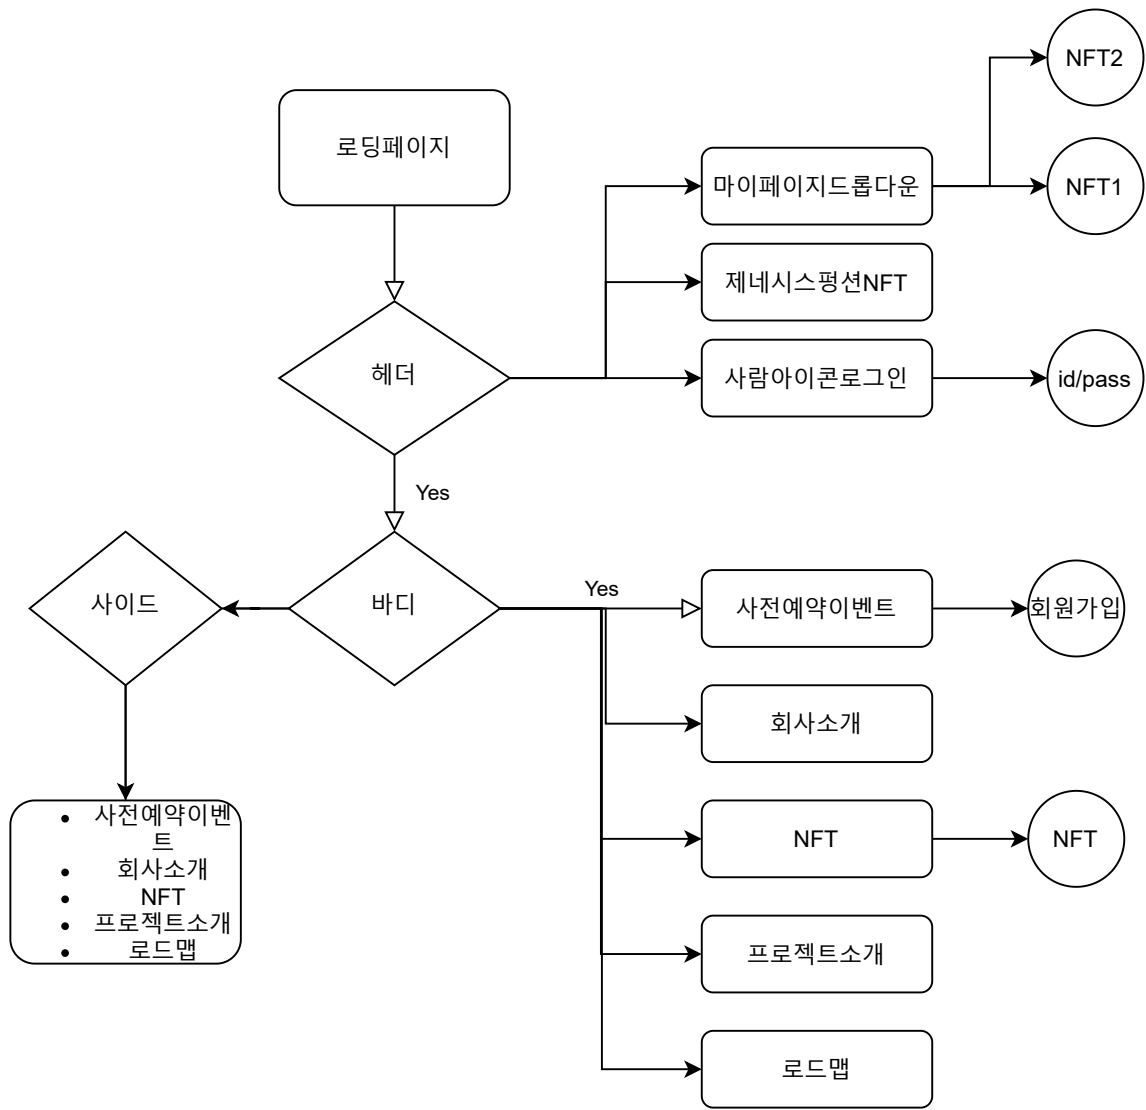 NFT2
로딩페이지
마이페이지드롭다운
NFT1
제네시스펑션NFT
헤더
사람아이콘로그인
id/pass
Yes
사이드
바디
Yes
사전예약이벤트
회원가입
회사소개
사전예약이벤
트
회사소개
NFT
프로젝트소개
로드맵
NFT
NFT
프로젝트소개
로드맵